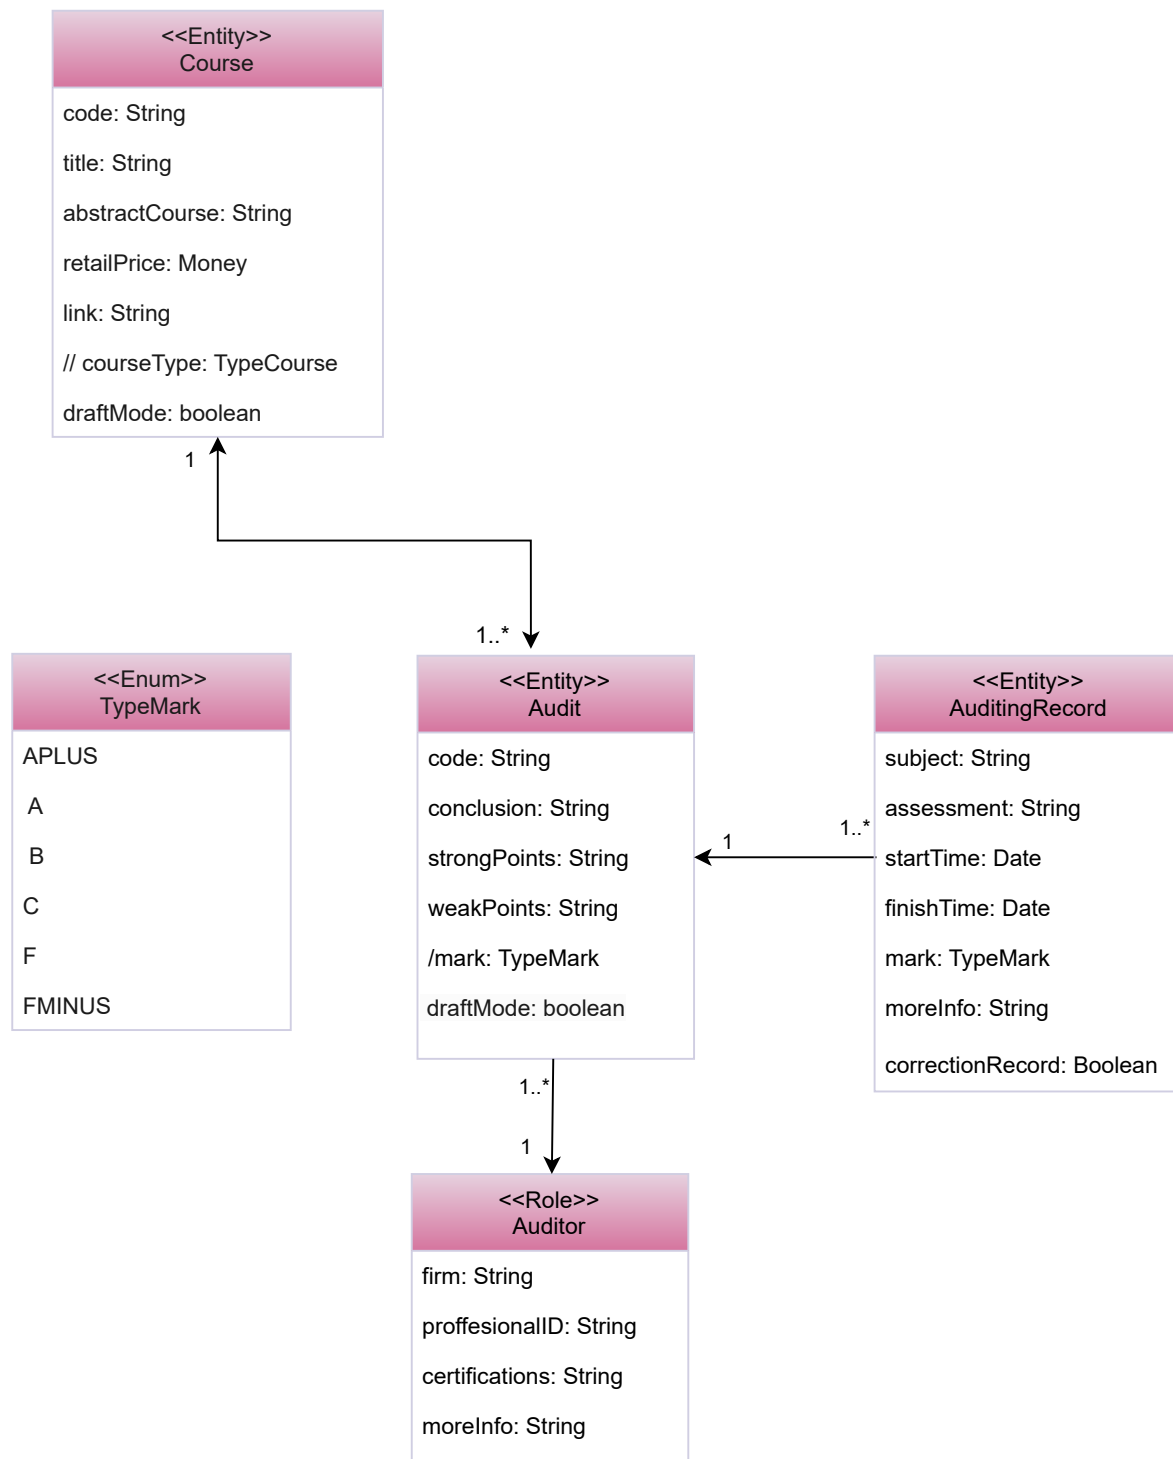 <<Entity>>
Course
code: String
title: String
abstractCourse: String
retailPrice: Money
link: String
// courseType: TypeCourse
draftMode: boolean
1
1..*
<<Enum>>
TypeMark
APLUS
A
B
C
F
FMINUS
<<Entity>>
Audit
code: String
conclusion: String
strongPoints: String
weakPoints: String
/mark: TypeMark
draftMode: boolean
1
1..*
<<Entity>>
AuditingRecord
subject: String
assessment: String
startTime: Date
finishTime: Date
mark: TypeMark
moreInfo: String
correctionRecord: Boolean
1..*
1
<<Role>>
Auditor
firm: String
proffesionalID: String
certifications: String
moreInfo: String